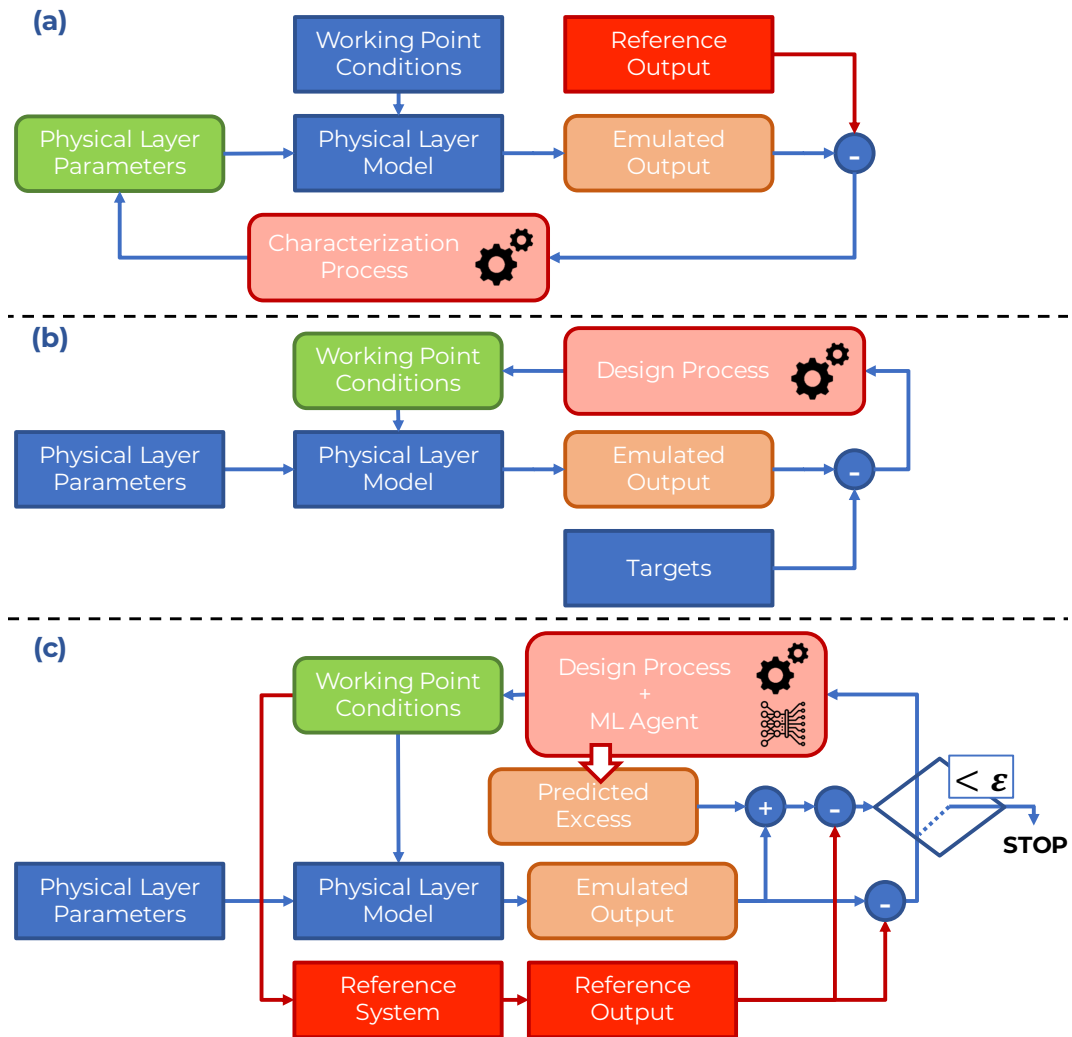 (a)
Working Point
Conditions
Reference
Output
Physical Layer
Parameters
Physical Layer
Model
Emulated
Output
-
Characterization
Process
(b)
Working Point
Conditions
Design Process
Physical Layer
Parameters
Physical Layer
Model
Emulated
Output
-
Targets
(c)
Working Point
Conditions
Design Process
+
ML Agent
Predicted
Excess
+
-
< ε
STOP
Physical Layer
Parameters
Physical Layer
Model
Emulated
Output
-
Reference
System
Reference
Output